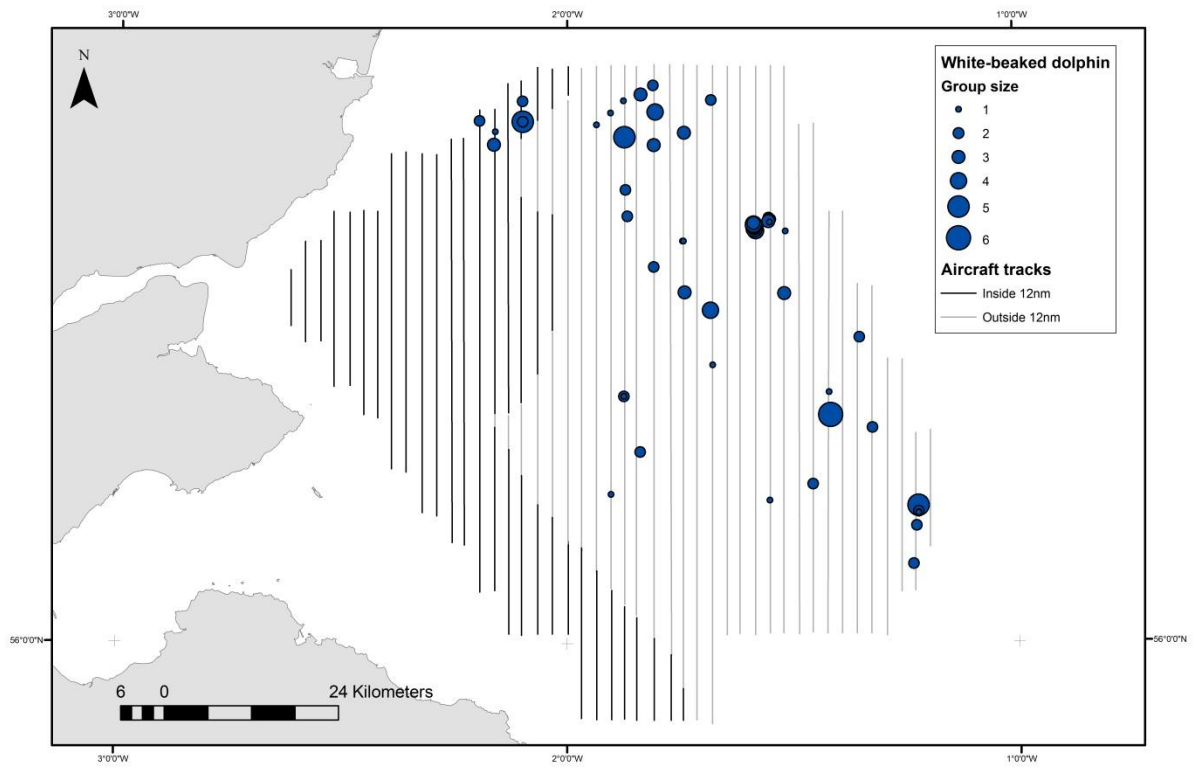 3°0'0"W 2°0'0"W 1°0'0"W
N
White-beaked dolphin
Group size
1
2
3
4
5
6
Aircraft tracks
Inside 12nm
Outside 12nm
56°0'0"N 56°0'0"N
6 0 24 Kilometers
3°0'0"W 2°0'0"W 1°0'0"W